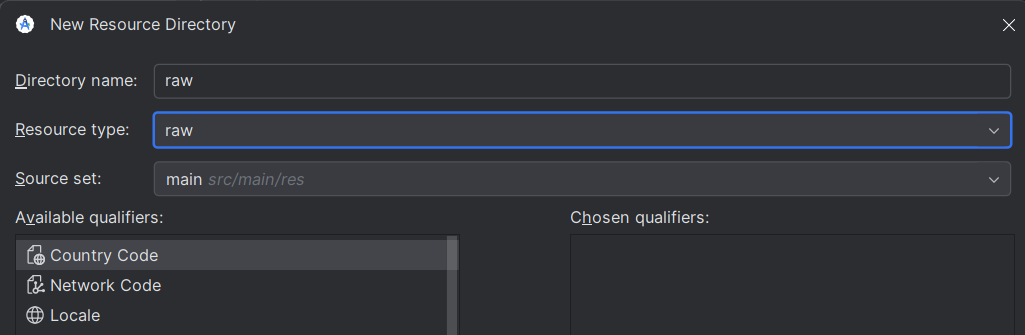 New Resource Directory
Directory name: raw
Resource type: raw
Source set: main src/main/res
Available qualifiers: Chosen qualifiers:
Country Code
Network Code
Locale